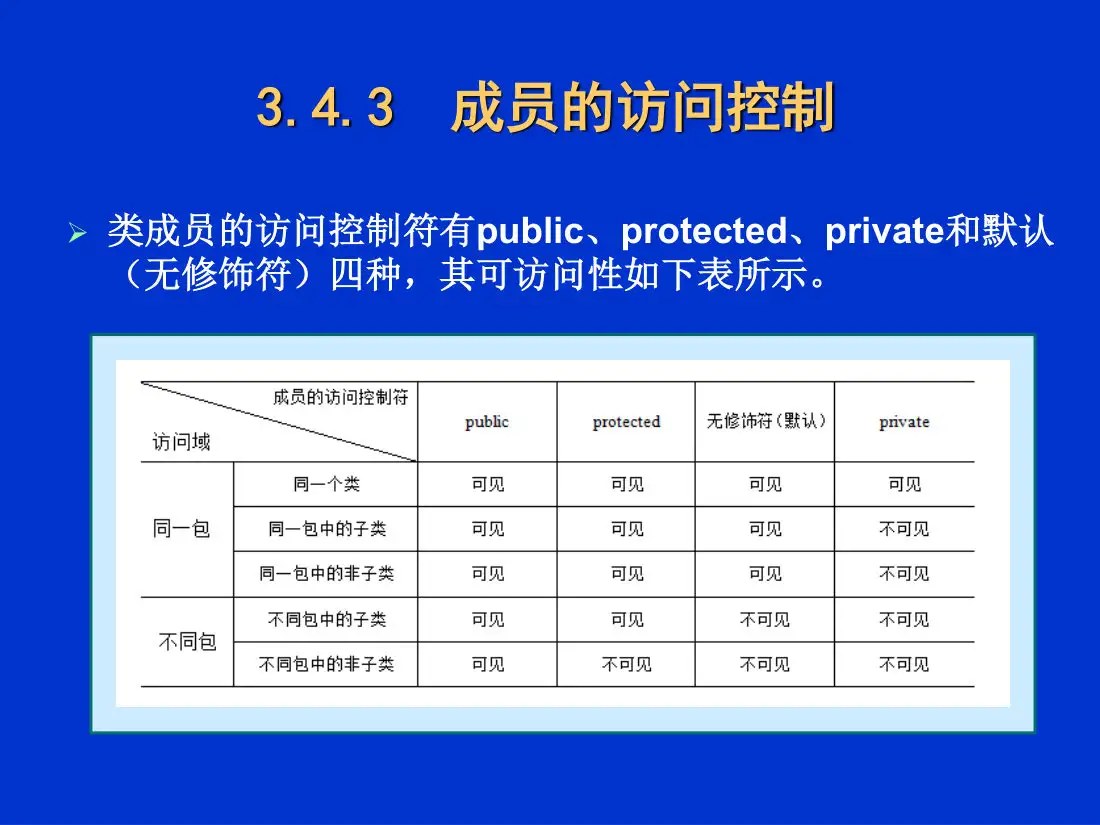 3.4.3 成员的访问控制
类成员的访问控制符有public、protected、private和默认
（无修饰符）四种，其可访问性如下表所示。
成员的访问控制符 public protected 无修饰符(默认) private
访问域
同一个类 可见 可见 可见 可见
同一包 同一包中的子类 可见 可见 可见 不可见
同一包中的非子类 可见 可见 可见 不可见
不同包中的子类 可见 可见 不可见 不可见
不同包
不同包中的非子类 可见 不可见 不可见 不可见